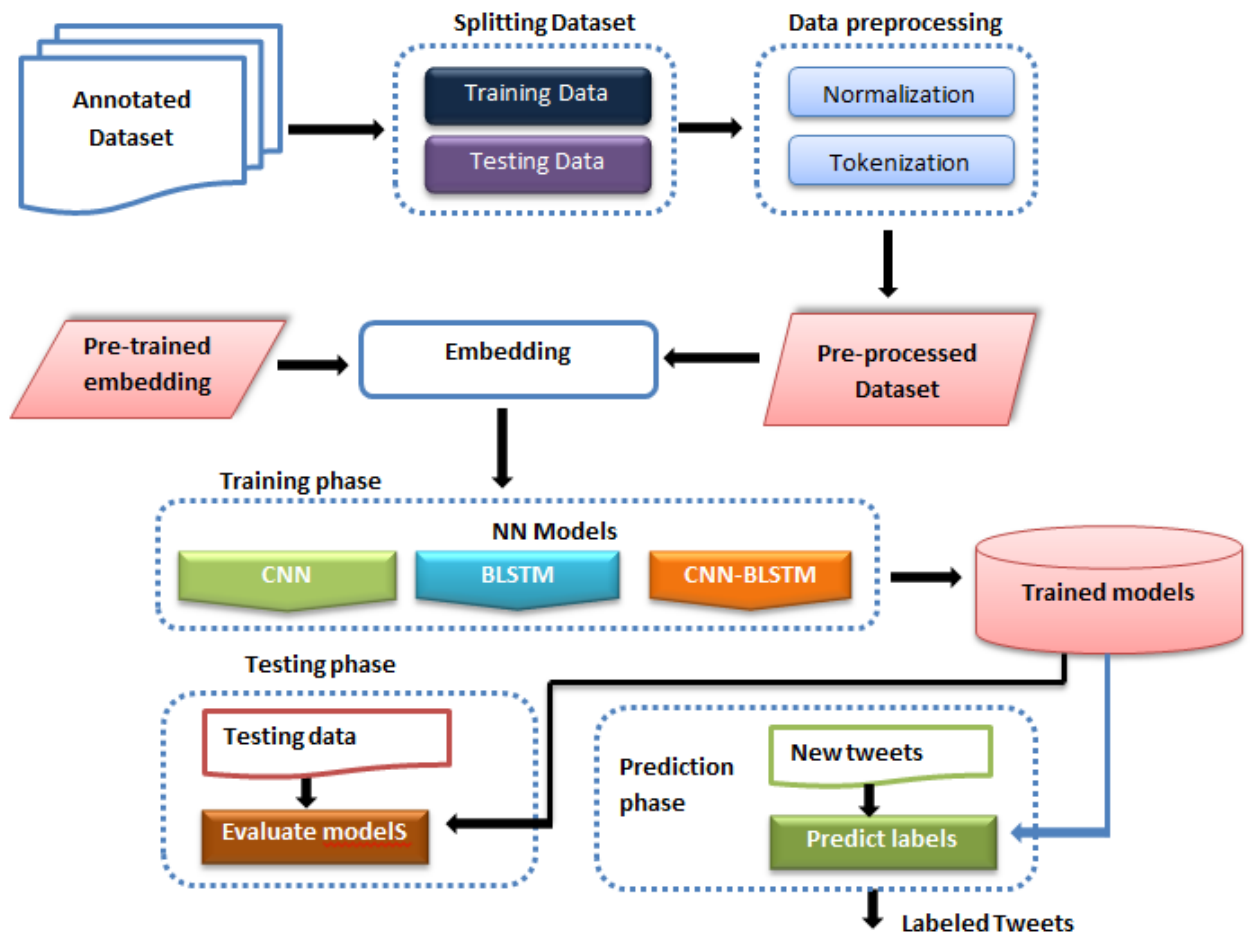 Splitting Dataset
Data preprocessing
Annotated
Dataset
Training Data
Testing Data
Normalization
Tokenization
Pre-trained
embedding
Embedding
Pre-processed
Dataset
Training phase
NN Models
CNN
BLSTM
CNN-BLSTM
Trained models
Testing phase
Testing data
Evaluate modelS
Prediction
phase
New tweets
Predict labels
Labeled Tweets